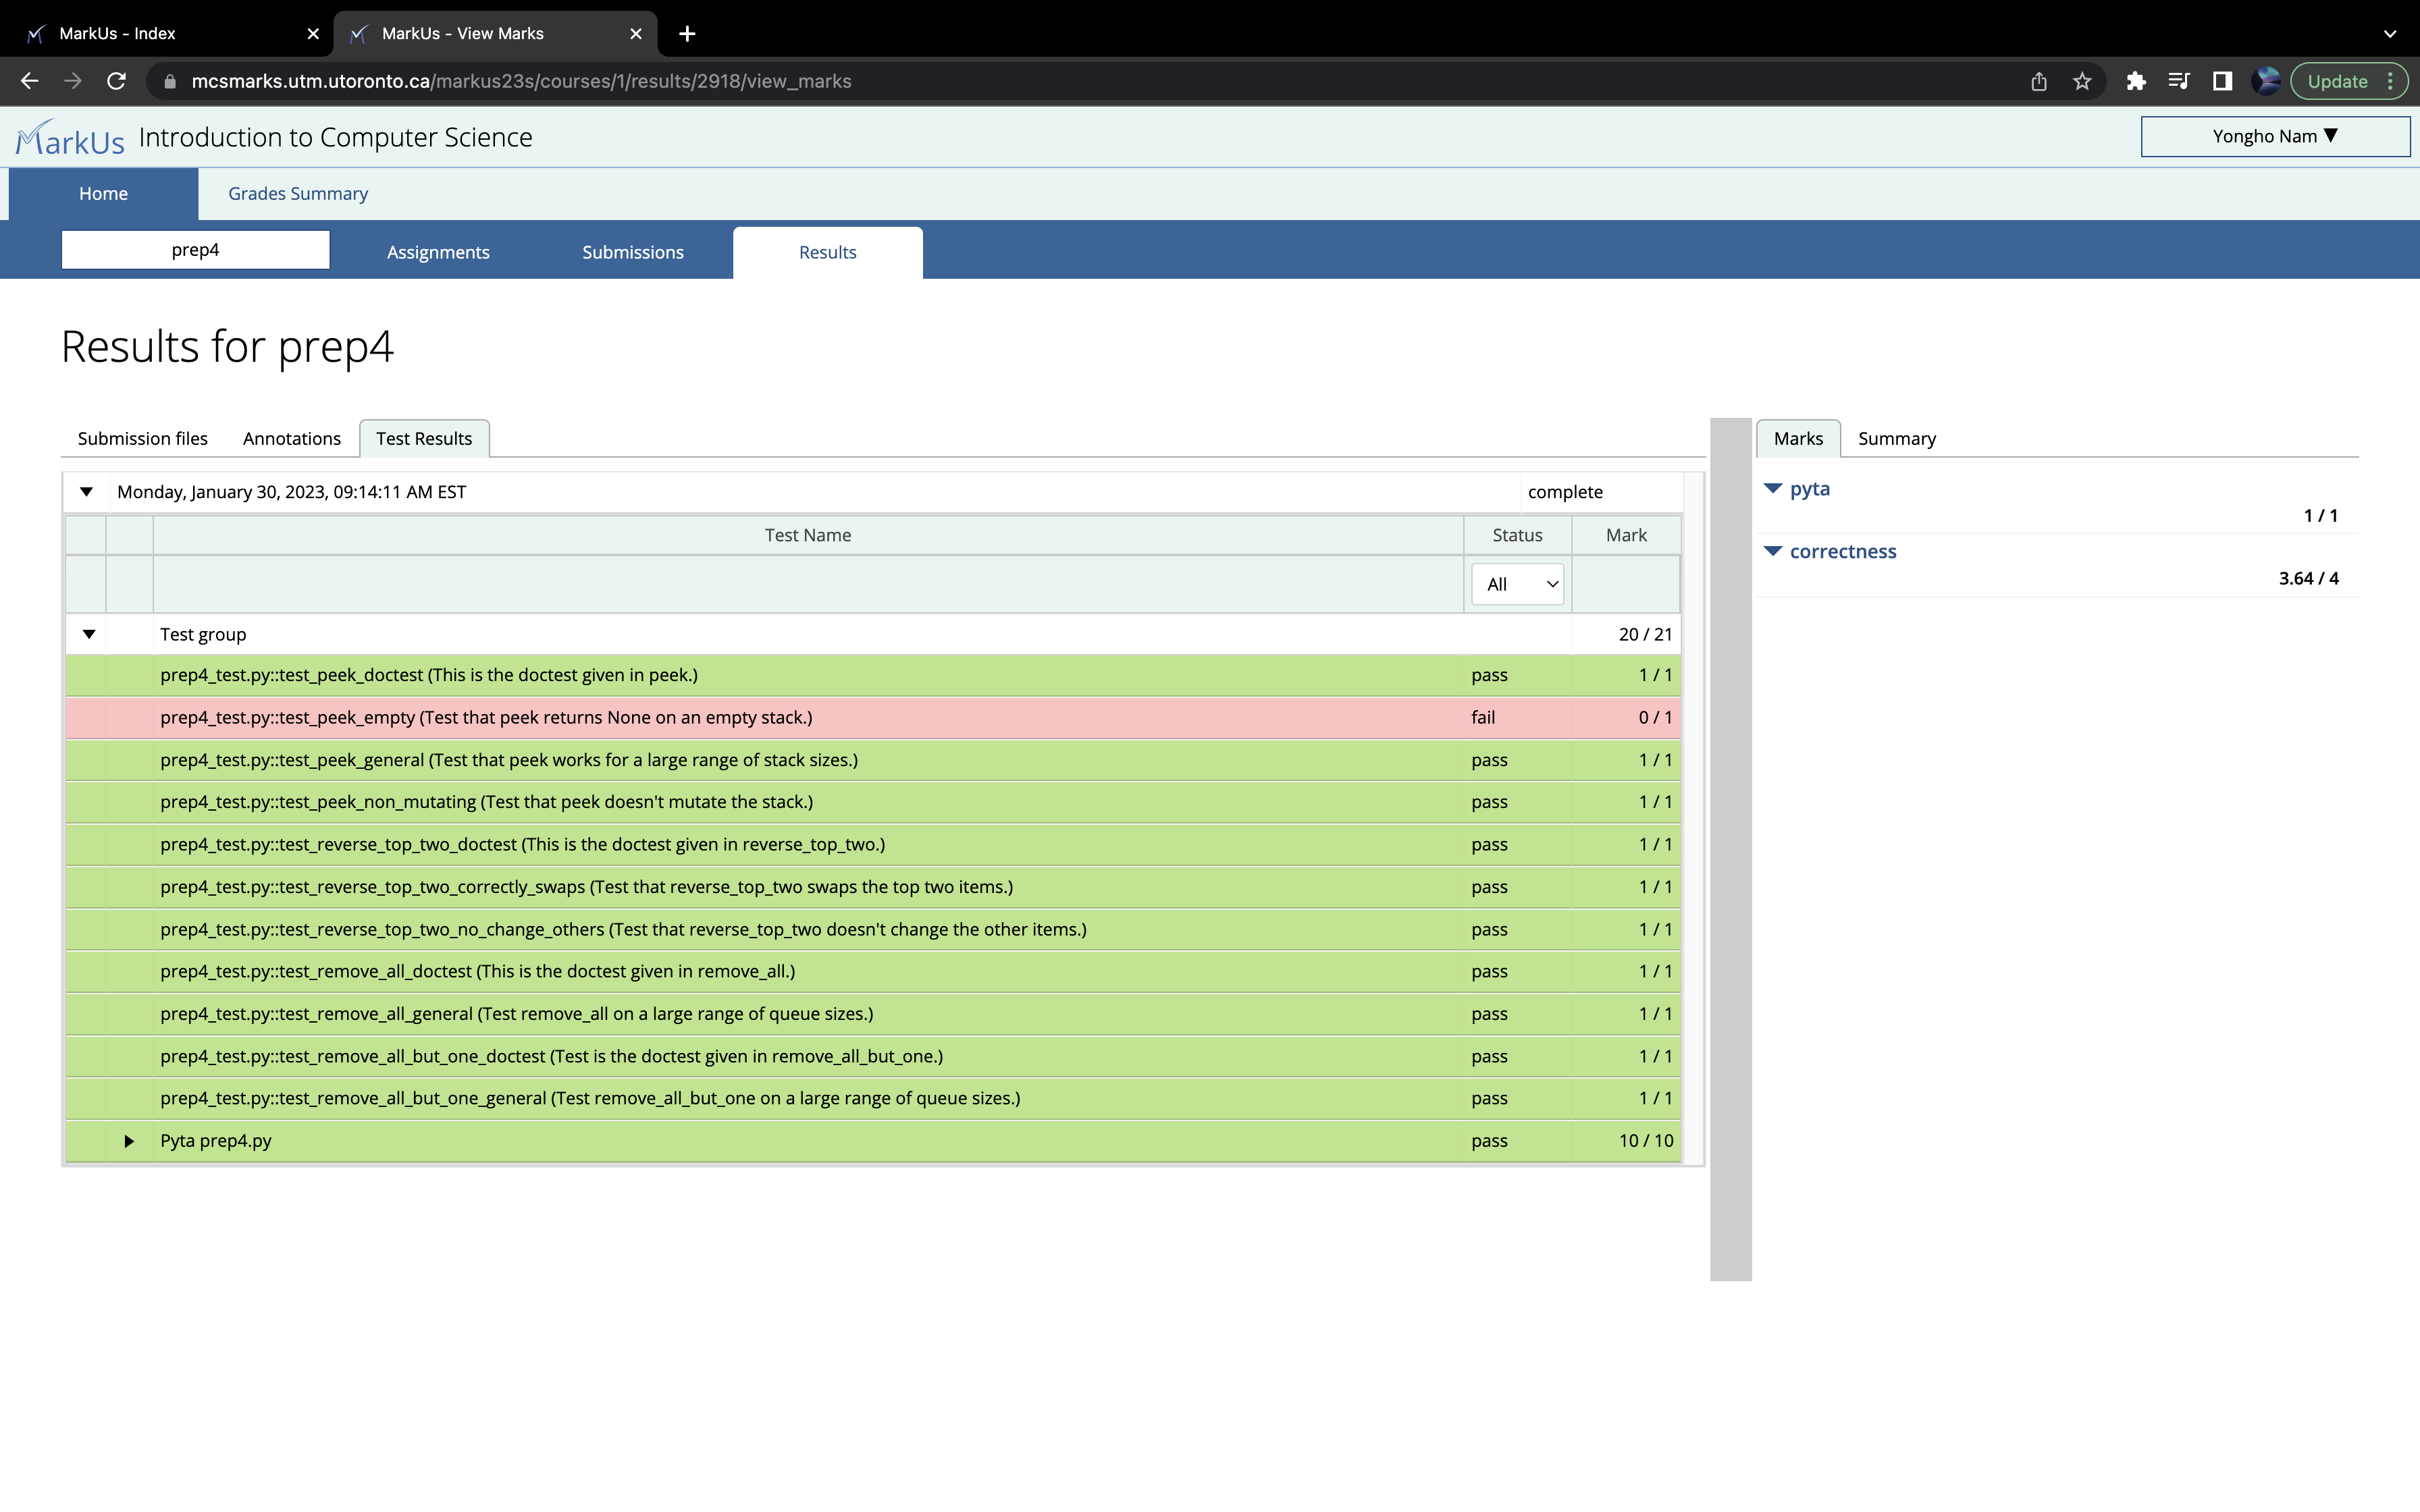 MarkUs - Index
MarkUs - View Marks
mcsmarks.utm.utoronto.ca/markus23s/courses/1/results/2918/view_marks
Update
MarkUs Introduction to Computer Science
Yongho Nam ▼
Home Grades Summary
prep4 Assignments Submissions Results
Results for prep4
Submission files Annotations Test Results
Marks Summary
Monday, January 30, 2023, 09:14:11 AM EST complete
Test Name Status Mark
All
Test group 20 / 21
prep4_test.py::test_peek_doctest (This is the doctest given in peek.) pass 1 / 1
prep4_test.py::test_peek_empty (Test that peek returns None on an empty stack.) fail 0 / 1
prep4_test.py::test_peek_general (Test that peek works for a large range of stack sizes.) pass 1 / 1
prep4_test.py::test_peek_non_mutating (Test that peek doesn't mutate the stack.) pass 1 / 1
prep4_test.py::test_reverse_top_two_doctest (This is the doctest given in reverse_top_two.) pass 1 / 1
prep4_test.py::test_reverse_top_two_correctly_swaps (Test that reverse_top_two swaps the top two items.) pass 1 / 1
prep4_test.py::test_reverse_top_two_no_change_others (Test that reverse_top_two doesn't change the other items.) pass 1 / 1
prep4_test.py::test_remove_all_doctest (This is the doctest given in remove_all.) pass 1 / 1
prep4_test.py::test_remove_all_general (Test remove_all on a large range of queue sizes.) pass 1 / 1
prep4_test.py::test_remove_all_but_one_doctest (Test is the doctest given in remove_all_but_one.) pass 1 / 1
prep4_test.py::test_remove_all_but_one_general (Test remove_all_but_one on a large range of queue sizes.) pass 1 / 1
Pyta prep4.py pass 10 / 10
pyta
1 / 1
correctness
3.64 / 4